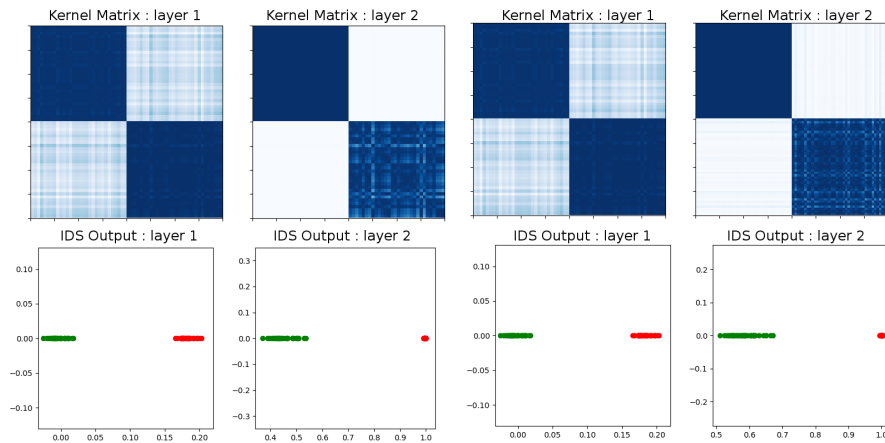 Kernel Matrix : layer 1
Kernel Matrix : layer 2
Kernel Matrix : layer 1
Kernel Matrix : layer 2
IDS Output : layer 1
0.10
0.05
0.00
−0.05
−0.10
0.00 0.05 0.10 0.15 0.20
IDS Output : layer 2
0.3
0.2
0.1
0.0
−0.1
−0.2
−0.3
0.4 0.5 0.6 0.7 0.8 0.9 1.0
IDS Output : layer 1
0.10
0.05
0.00
−0.05
−0.10
0.00 0.05 0.10 0.15 0.20
IDS Output : layer 2
0.2
0.1
0.0
−0.1
−0.2
0.5 0.6 0.7 0.8 0.9 1.0